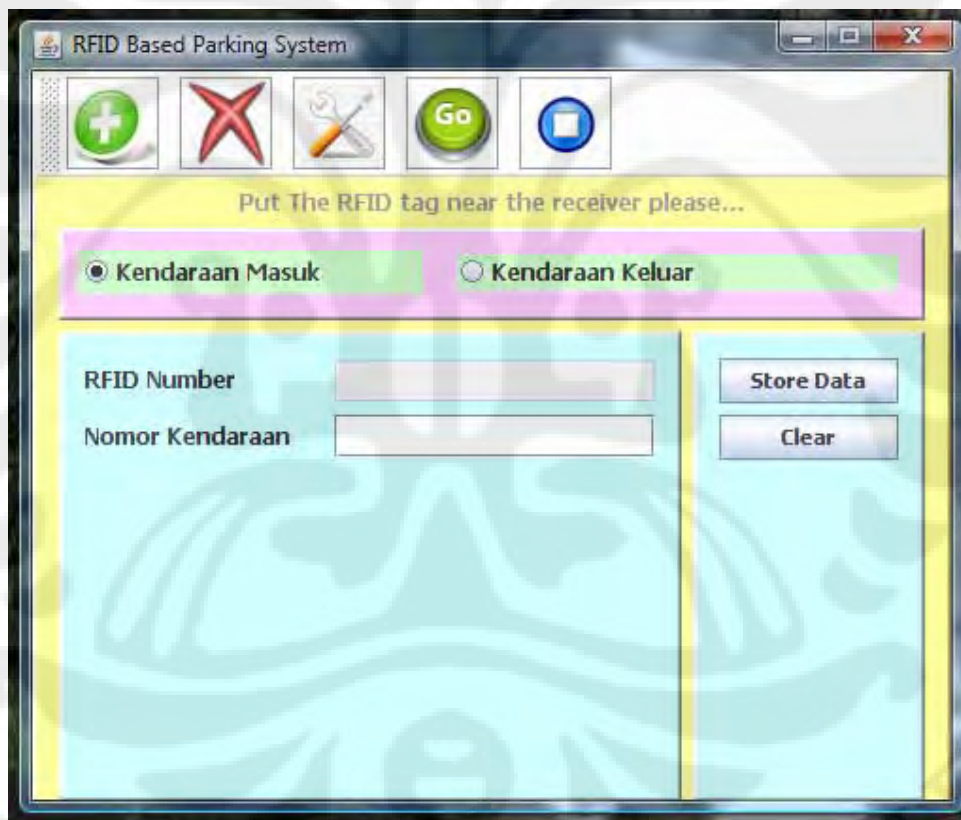 RFID Based Parking System
Go
Put The RFID tag near the receiver please...
Kendaraan Masuk Kendaraan Keluar
RFID Number Store Data
Nomor Kendaraan Clear